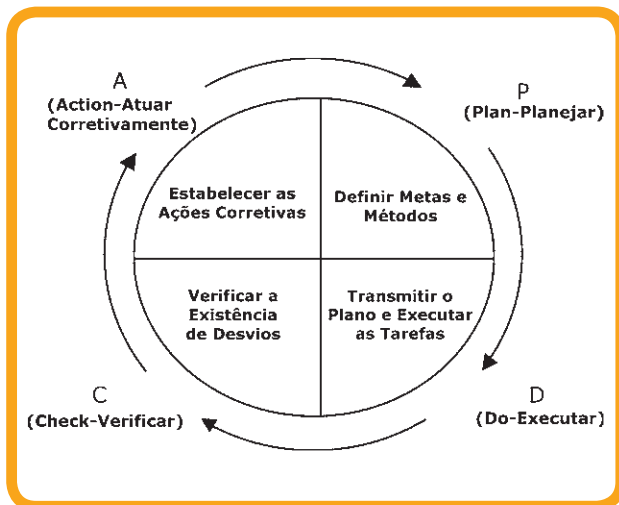 A
(Action-Atuar
Corretivamente)
P
(Plan-Planejar)
Estabelecer as
Ações Corretivas
Definir Metas e
Métodos
Verificar a
Existência
de Desvios
Transmitir o
Plano e Executar
as Tarefas
C
(Check-Verificar)
D
(Do-Executar)